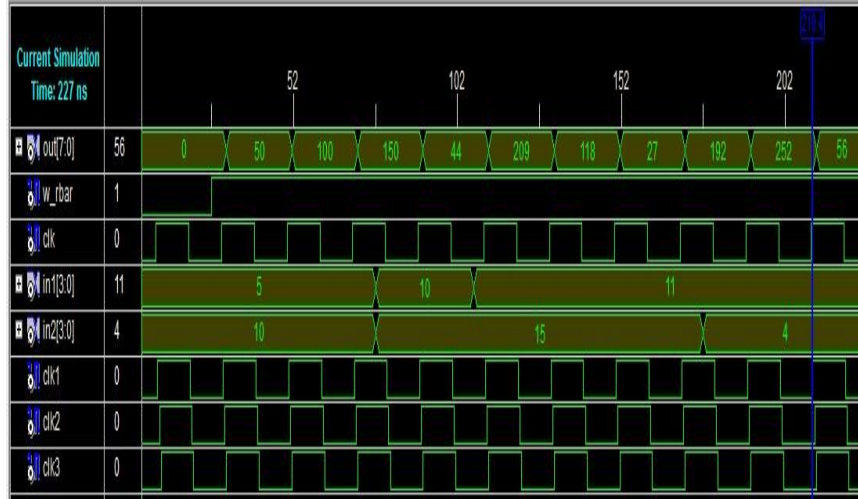 210.4
Current Simulation
Time: 227 ns
52 102 152 202
out[7:0] 56 0 50 100 150 44 209 118 27 192 252 56
w_rbar 1
clk 0
in1[3:0] 11 5 10 11
in2[3:0] 4 10 15 4
clk1 0
clk2 0
clk3 0